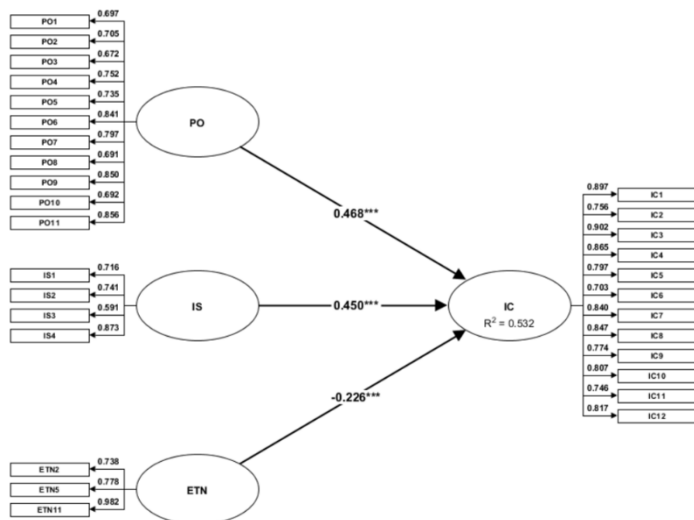 PO1 0.697
PO2 0.705
PO3 0.672
PO4 0.752
PO5 0.735
PO6 0.841
PO7 0.797
PO8 0.691
PO9 0.850
PO10 0.692
PO11 0.856
PO
0.468***
IS1 0.716
IS2 0.741
IS3 0.591
IS4 0.873
IS
0.450***
ETN2 0.738
ETN5 0.778
ETN11 0.982
ETN
-0.226***
IC
R² = 0.532
0.897 IC1
0.756 IC2
0.902 IC3
0.865 IC4
0.797 IC5
0.703 IC6
0.840 IC7
0.847 IC8
0.774 IC9
0.807 IC10
0.746 IC11
0.817 IC12